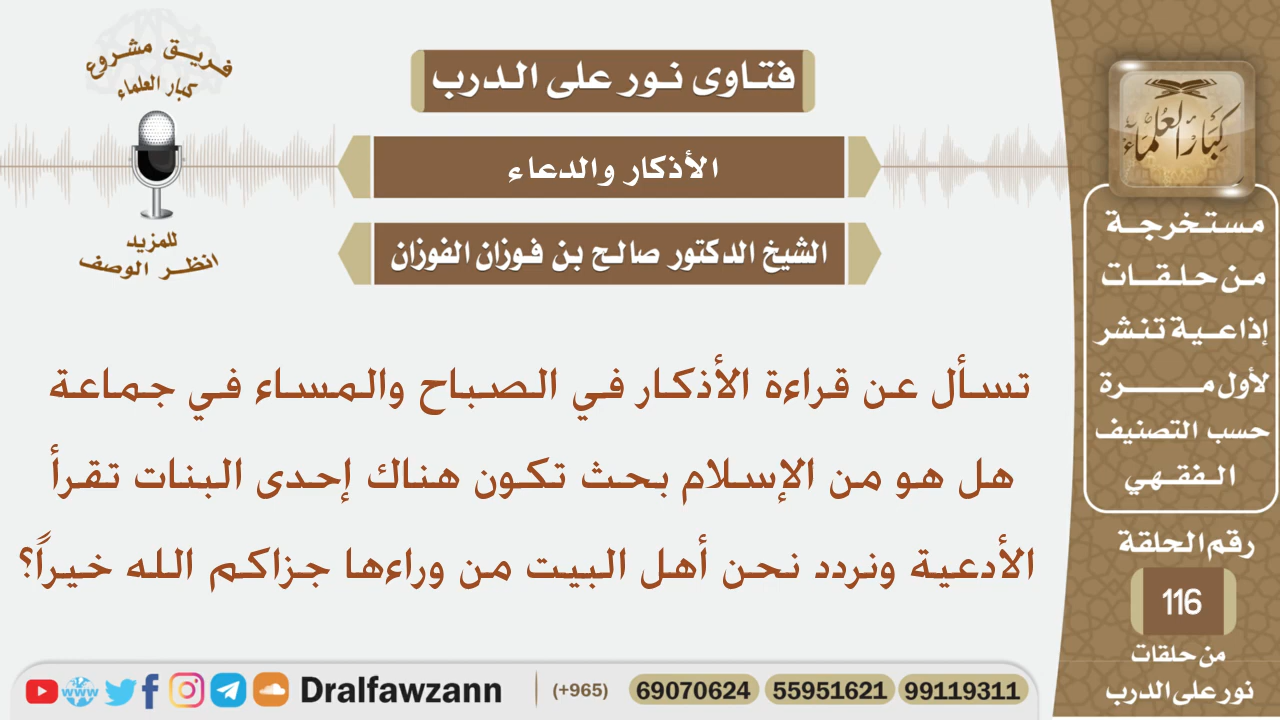 فريق مشروع
كبار العلماء
للمزيد
انظر الوصف
فتاوى نور على الدرب
الأذكار والدعاء
الشيخ الدكتور صالح بن فوزان الفوزان
تسأل عن قراءة الأذكار في الصباح والمساء في جماعة
هل هو من الإسلام بحث تكون هناك إحدى البنات تقرأ
الأدعية ونردد نحن أهل البيت من وراءها جزاكم الله خيراً؟
كبار العلماء
مستخرجة
من حلقات
إذاعية تنشر
لأول مرة
حسب التصنيف
الفقهي
رقم الحلقة
116
من حلقات
نور على الدرب
www
Dralfawzann
(+965)
69070624
55951621
99119311